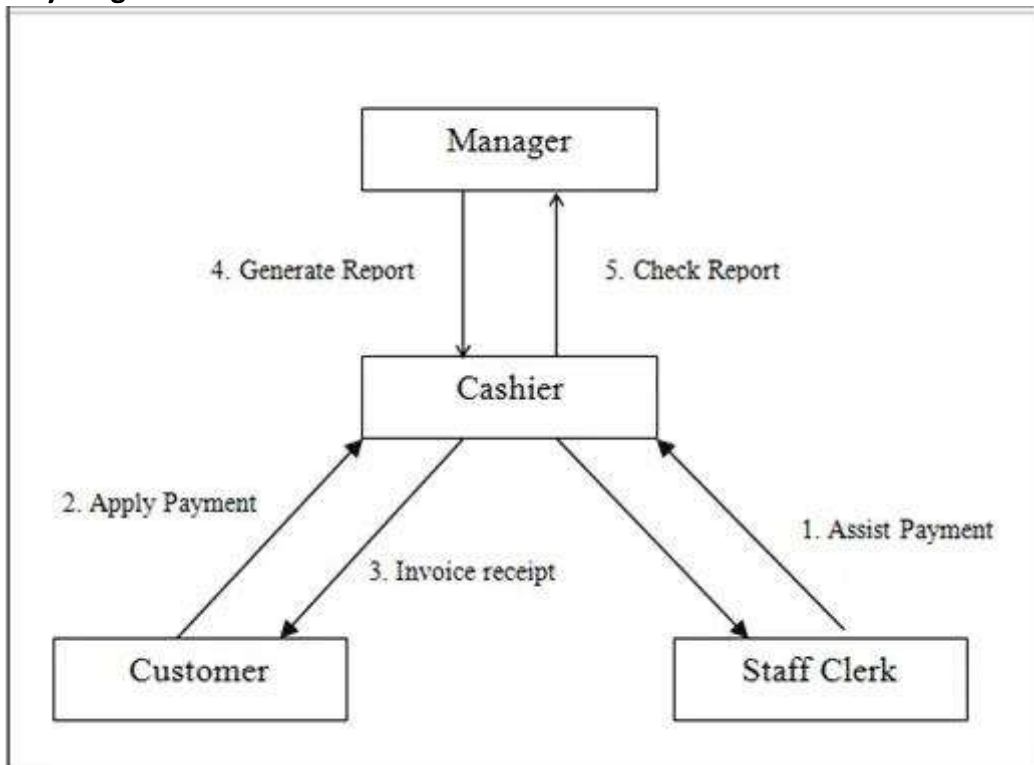 Manager
4. Generate Report
5. Check Report
Cashier
2. Apply Payment
1. Assist Payment
3. Invoice receipt
Customer
Staff Clerk